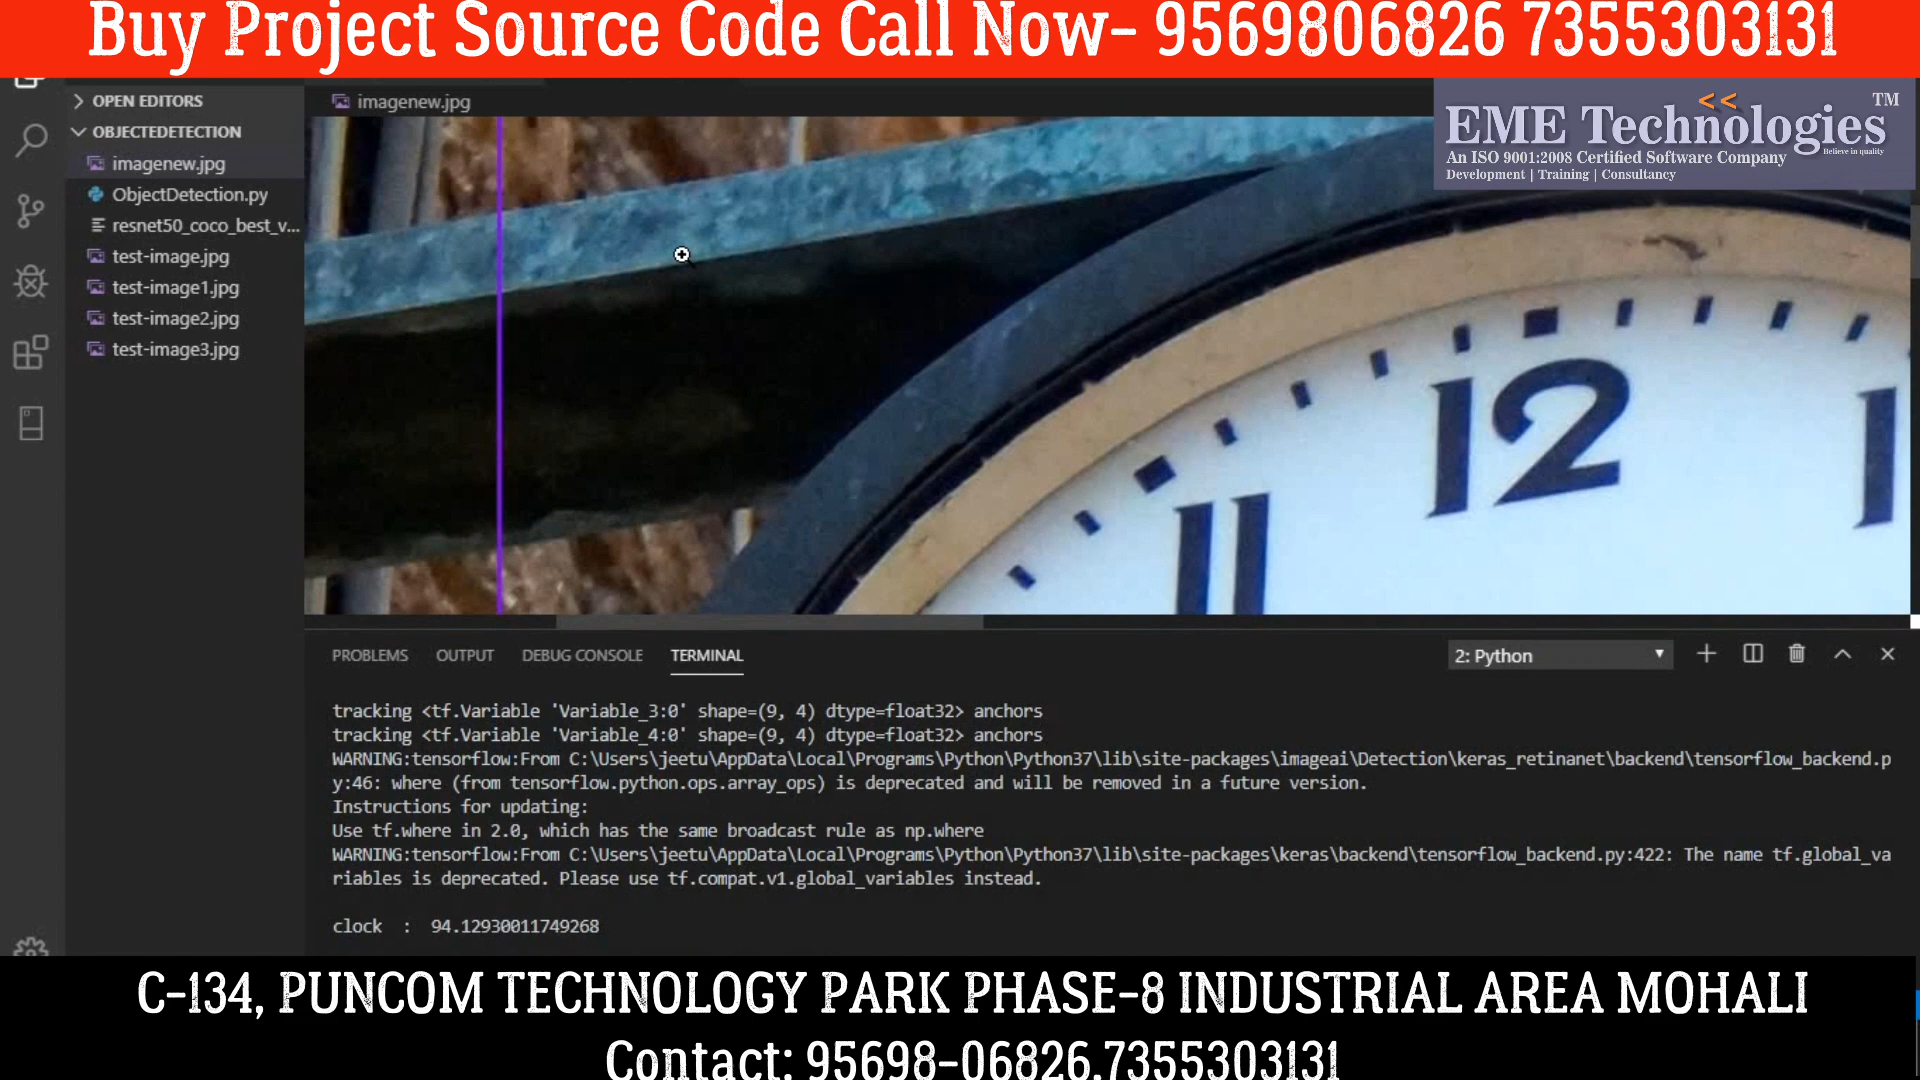 Buy Project Source Code Call Now- 9569806826 7355303131
OPEN EDITORS
OBJECTEDETECTION
imagenew.jpg
ObjectDetection.py
resnet50_coco_best_v...
test-image.jpg
test-image1.jpg
test-image2.jpg
test-image3.jpg
imagenew.jpg
<<
EME Technologies TM
Believe in quality
An ISO 9001:2008 Certified Software Company
Development | Training | Consultancy
12
11
1
PROBLEMS OUTPUT DEBUG CONSOLE TERMINAL
2: Python
tracking <tf.Variable 'Variable_3:0' shape=(9, 4) dtype=float32> anchors
tracking <tf.Variable 'Variable_4:0' shape=(9, 4) dtype=float32> anchors
WARNING:tensorflow:From C:\Users\jeetu\AppData\Local\Programs\Python\Python37\lib\site-packages\imageai\Detection\keras_retinanet\backend\tensorflow_backend.p
y:46: where (from tensorflow.python.ops.array_ops) is deprecated and will be removed in a future version.
Instructions for updating:
Use tf.where in 2.0, which has the same broadcast rule as np.where
WARNING:tensorflow:From C:\Users\jeetu\AppData\Local\Programs\Python\Python37\lib\site-packages\keras\backend\tensorflow_backend.py:422: The name tf.global_va
riables is deprecated. Please use tf.compat.v1.global_variables instead.
clock : 94.12930011749268
C-134, PUNCOM TECHNOLOGY PARK PHASE-8 INDUSTRIAL AREA MOHALI
Contact: 95698-06826,7355303131